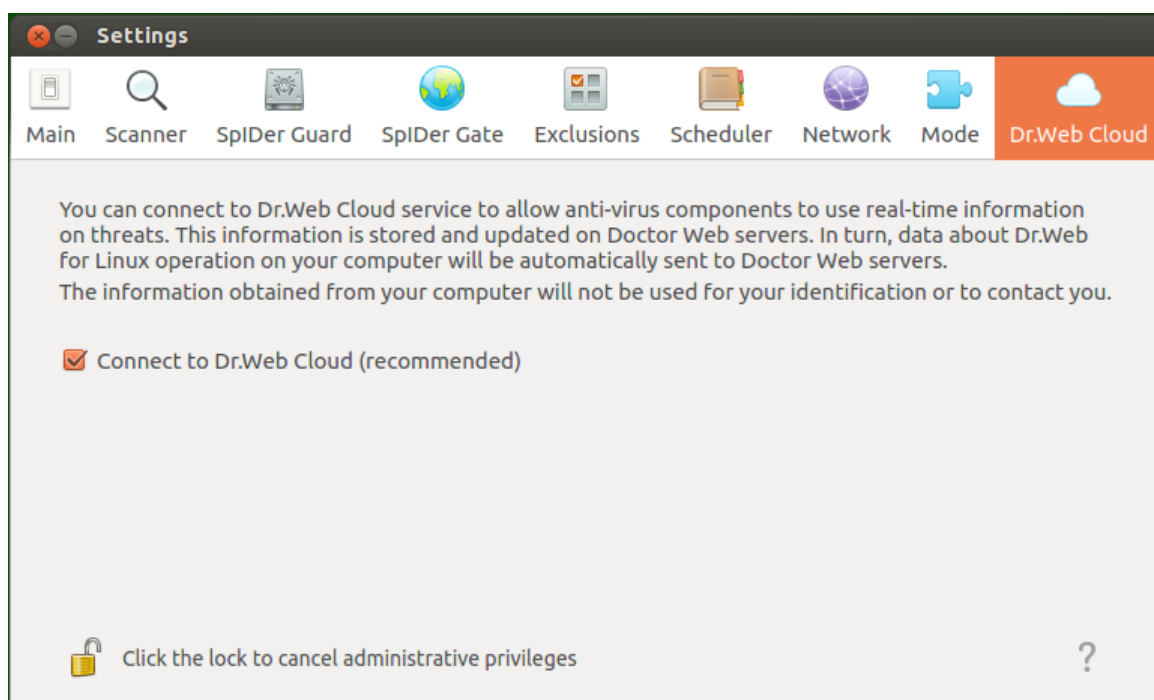 Settings
Main Scanner SpIDer Guard SpIDer Gate Exclusions Scheduler Network Mode Dr.Web Cloud
You can connect to Dr.Web Cloud service to allow anti-virus components to use real-time information
on threats. This information is stored and updated on Doctor Web servers. In turn, data about Dr.Web
for Linux operation on your computer will be automatically sent to Doctor Web servers.
The information obtained from your computer will not be used for your identification or to contact you.
Connect to Dr.Web Cloud (recommended)
Click the lock to cancel administrative privileges ?